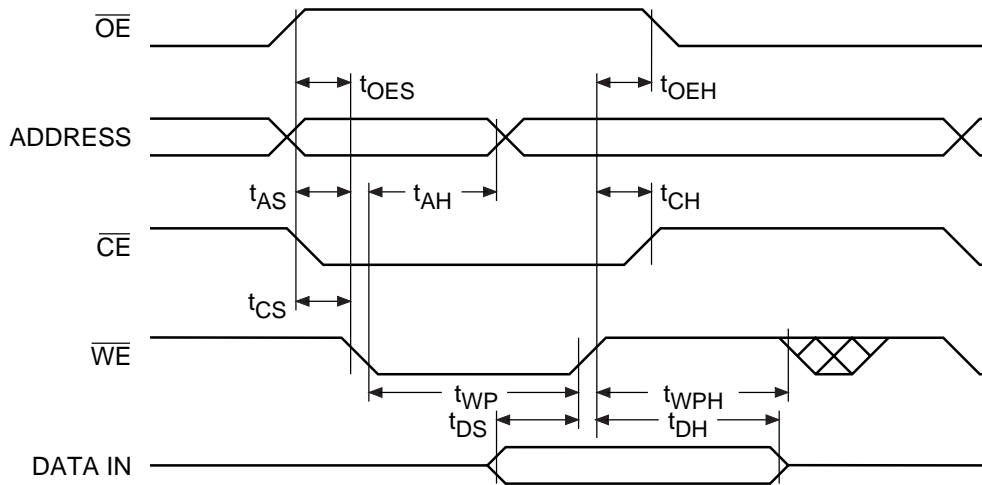 OE
tOES
tOEH
ADDRESS
tAS
tAH
tCH
CE
tCS
WE
tWP
tWPH
tDS
tDH
DATA IN